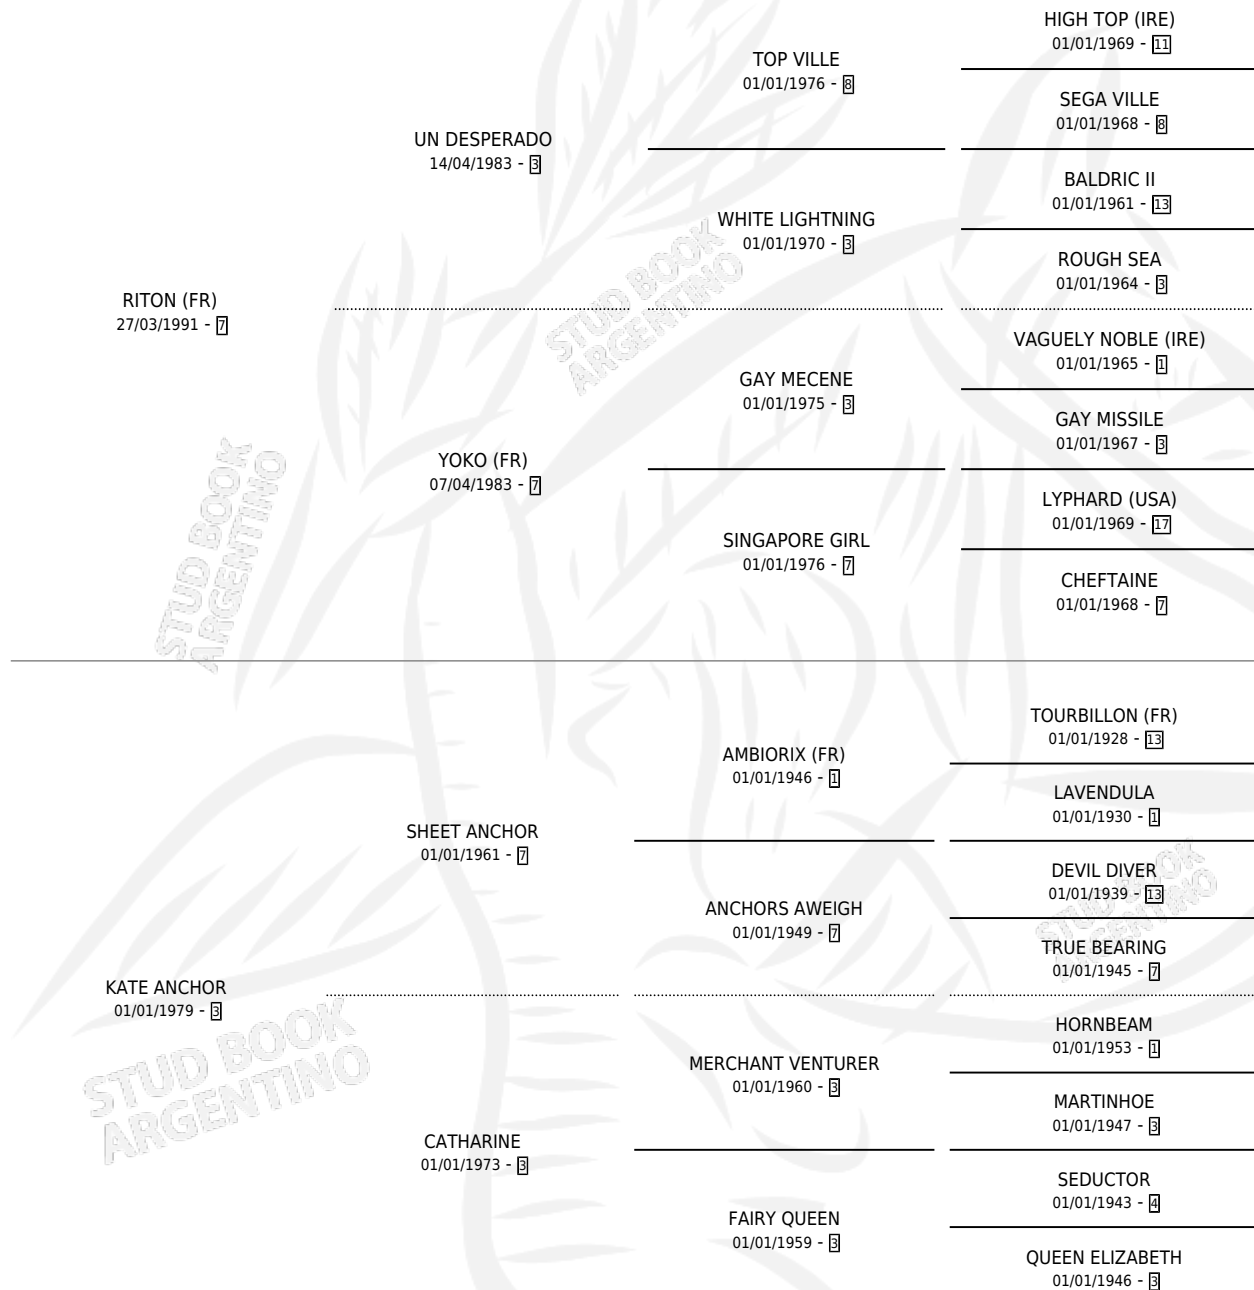 HIGH TOP (IRE)
01/01/1969 - 11
TOP VILLE
01/01/1976 - 8
SEGA VILLE
01/01/1968 - 8
UN DESPERADO
14/04/1983 - 3
BALDRIC II
01/01/1961 - 13
WHITE LIGHTNING
01/01/1970 - 3
ROUGH SEA
01/01/1964 - 3
RITON (FR)
27/03/1991 - 7
VAGUELY NOBLE (IRE)
01/01/1965 - 1
GAY MECENE
01/01/1975 - 3
GAY MISSILE
01/01/1967 - 3
YOKO (FR)
07/04/1983 - 7
LYPHARD (USA)
01/01/1969 - 17
SINGAPORE GIRL
01/01/1976 - 7
CHEFTAINE
01/01/1968 - 7
TOURBILLON (FR)
01/01/1928 - 13
AMBIORIX (FR)
01/01/1946 - 1
LAVENDULA
01/01/1930 - 1
SHEET ANCHOR
01/01/1961 - 7
DEVIL DIVER
01/01/1939 - 13
ANCHORS AWEIGH
01/01/1949 - 7
TRUE BEARING
01/01/1945 - 7
KATE ANCHOR
01/01/1979 - 3
HORNBEAM
01/01/1953 - 1
MERCHANT VENTURER
01/01/1960 - 3
MARTINHOE
01/01/1947 - 3
CATHARINE
01/01/1973 - 3
SEDUCTOR
01/01/1943 - 4
FAIRY QUEEN
01/01/1959 - 3
QUEEN ELIZABETH
01/01/1946 - 3
STUD BOOK
ARGENTINO
STUD BOOK
ARGENTINO
STUD BOOK
ARGENTINO
STUD BOOK
ARGENTINO